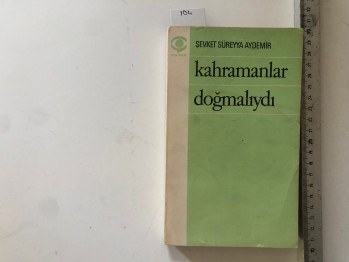 ŞEVKET SÜREYYA AYDEMİR
kahramanlar
doğmalıydı